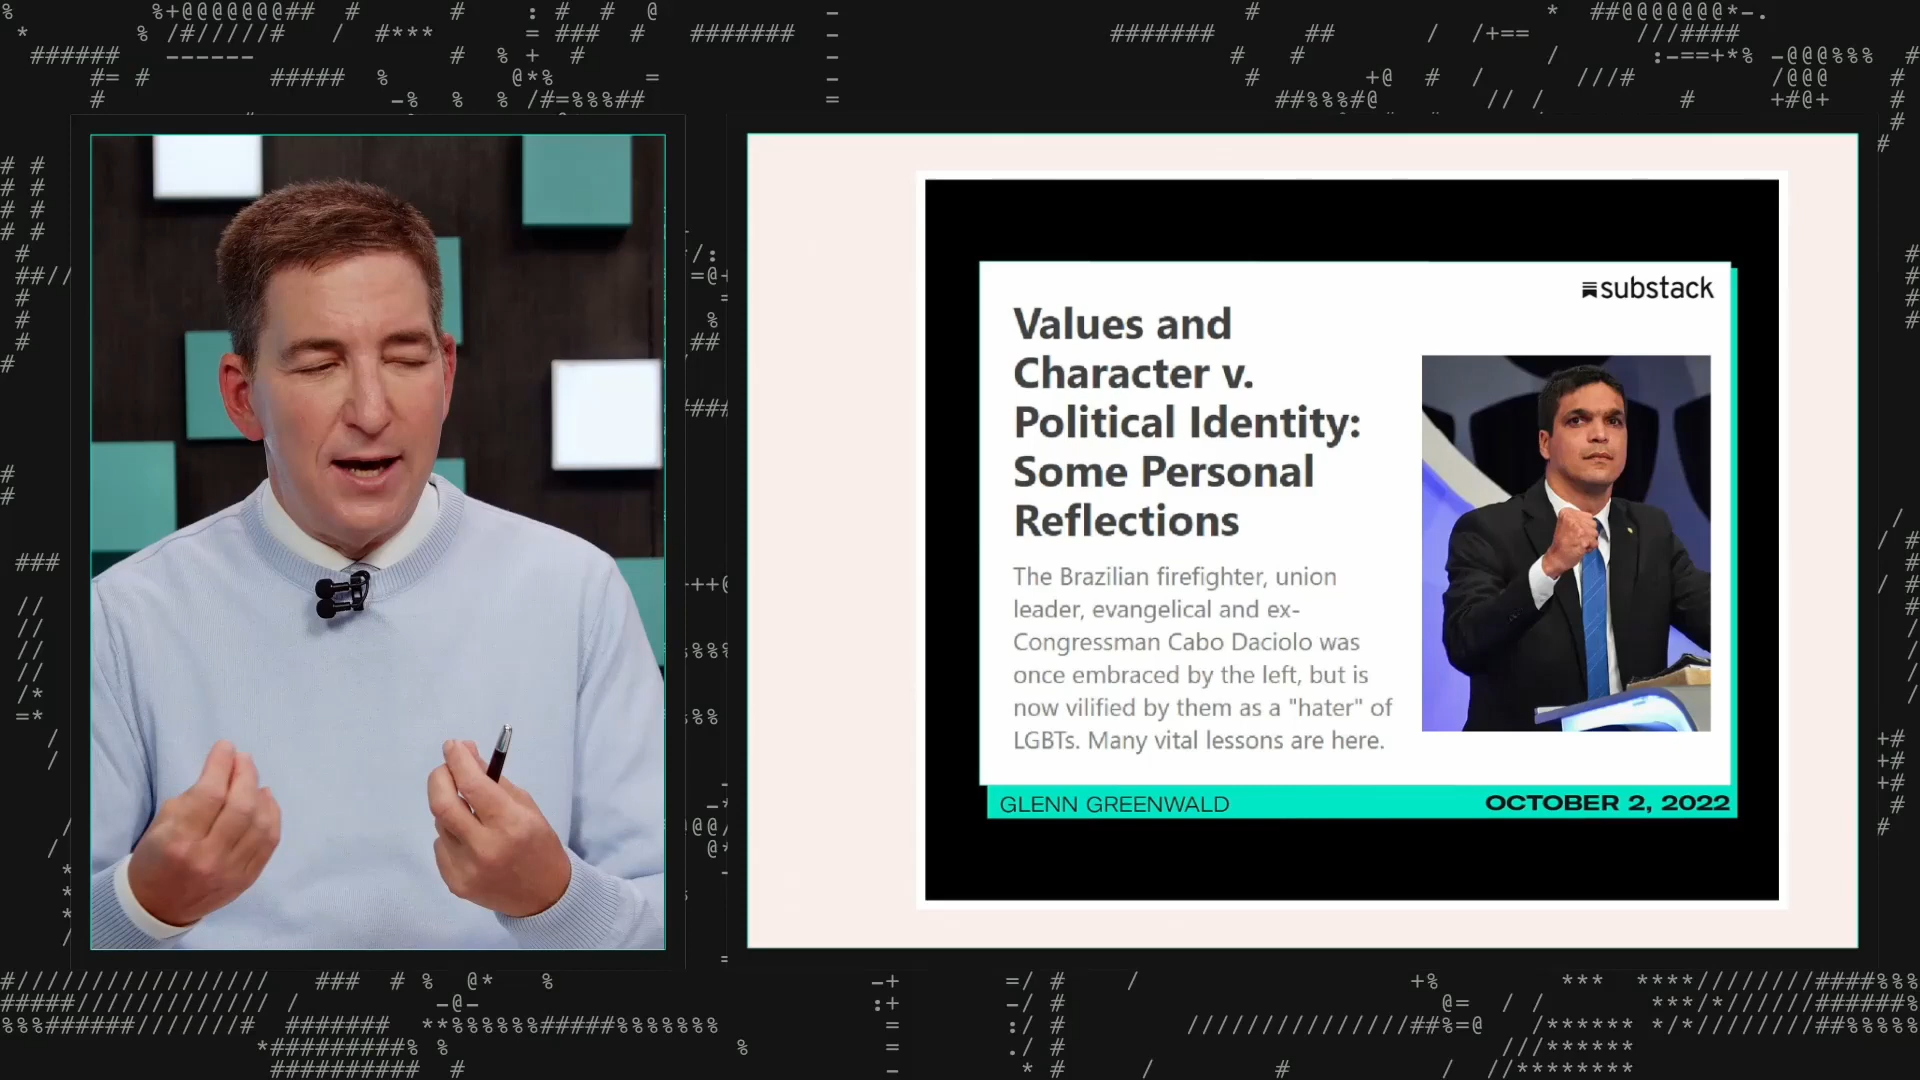 substack
Values and
Character v.
Political Identity:
Some Personal
Reflections
The Brazilian firefighter, union
leader, evangelical and ex-
Congressman Cabo Daciolo was
once embraced by the left, but is
now vilified by them as a "hater" of
LGBTs. Many vital lessons are here.
GLENN GREENWALD
OCTOBER 2, 2022